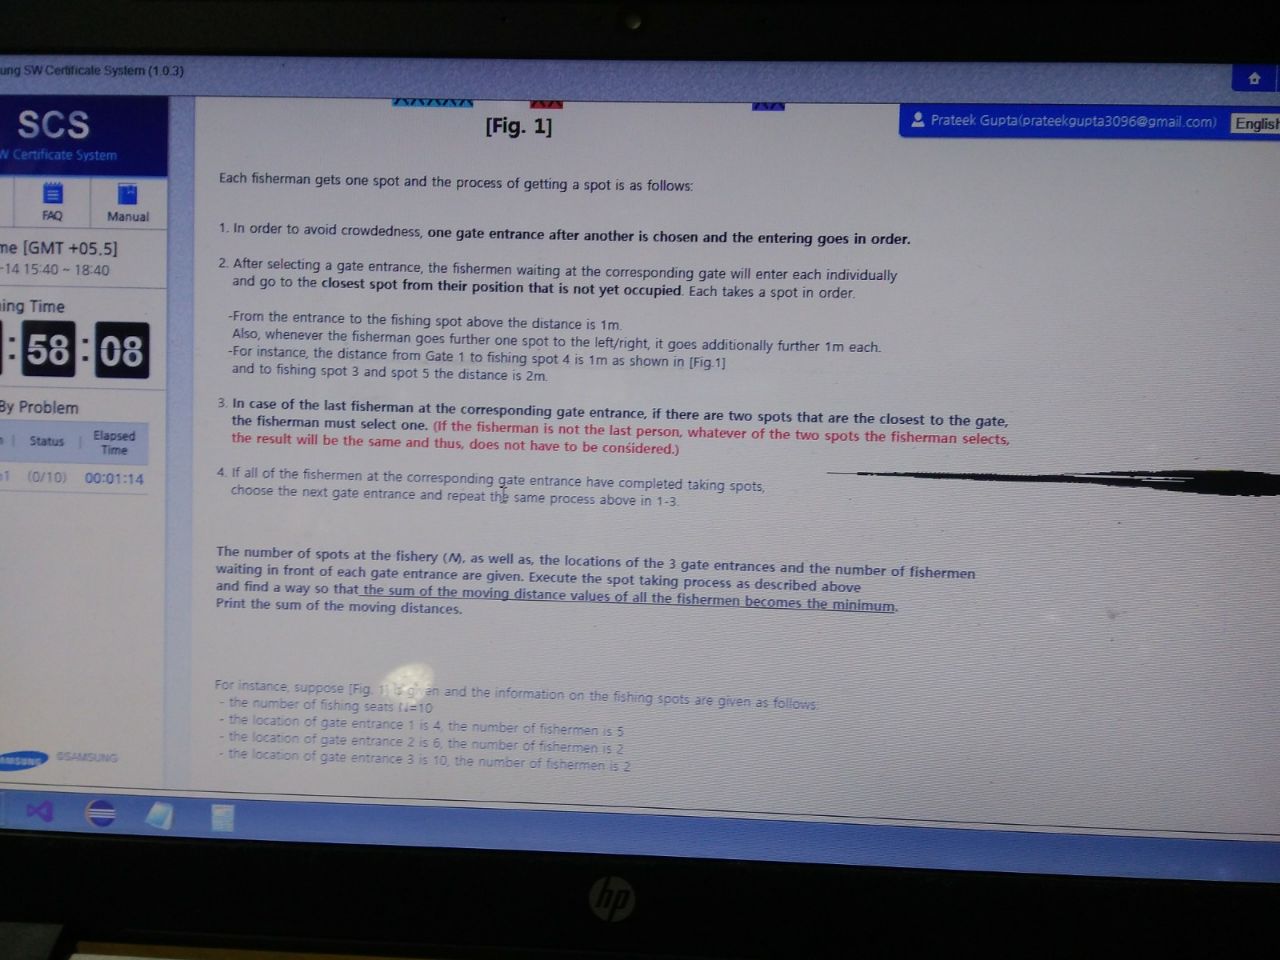 ung SW Certificate System (1.0.3)
SCS
W Certificate System
FAQ
Manual
me [GMT +05.5]
-14 15:40 ~ 18:40
ing Time
:58:08
By Problem
Status
Elapsed
Time
(0/10)
00:01:14
SAMSUNG
©SAMSUNG
Prateek Gupta(prateekgupta3096@gmail.com)
English
[Fig. 1]
Each fisherman gets one spot and the process of getting a spot is as follows:
1. In order to avoid crowdedness, one gate entrance after another is chosen and the entering goes in order.
2. After selecting a gate entrance, the fishermen waiting at the corresponding gate will enter each individually
and go to the closest spot from their position that is not yet occupied. Each takes a spot in order.
-From the entrance to the fishing spot above the distance is 1m.
Also, whenever the fisherman goes further one spot to the left/right, it goes additionally further 1m each.
-For instance, the distance from Gate 1 to fishing spot 4 is 1m as shown in [Fig.1]
and to fishing spot 3 and spot 5 the distance is 2m.
3. In case of the last fisherman at the corresponding gate entrance, if there are two spots that are the closest to the gate,
the fisherman must select one. (If the fisherman is not the last person, whatever of the two spots the fisherman selects,
the result will be the same and thus, does not have to be considered.)
4. If all of the fishermen at the corresponding gate entrance have completed taking spots,
choose the next gate entrance and repeat the same process above in 1-3.
The number of spots at the fishery (N), as well as, the locations of the 3 gate entrances and the number of fishermen
waiting in front of each gate entrance are given. Execute the spot taking process as described above
and find a way so that the sum of the moving distance values of all the fishermen becomes the minimum.
Print the sum of the moving distances.
For instance, suppose [Fig. 1] is given and the information on the fishing spots are given as follows:
- the number of fishing seats N=10
- the location of gate entrance 1 is 4, the number of fishermen is 5
- the location of gate entrance 2 is 6, the number of fishermen is 2
- the location of gate entrance 3 is 10, the number of fishermen is 2
hp